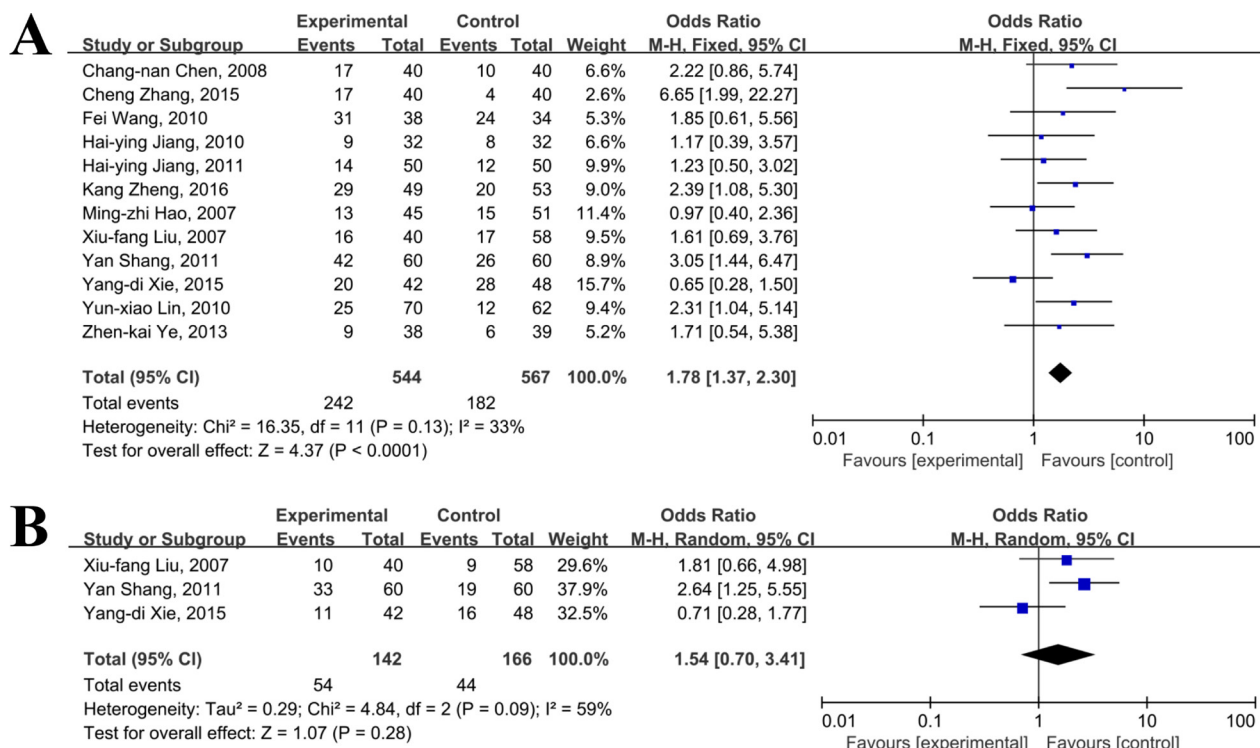 A
Experimental Control Odds Ratio Odds Ratio
Study or Subgroup Events Total Events Total Weight M-H, Fixed, 95% CI M-H, Fixed, 95% CI
Chang-nan Chen, 2008 17 40 10 40 6.6% 2.22 [0.86, 5.74]
Cheng Zhang, 2015 17 40 4 40 2.6% 6.65 [1.99, 22.27]
Fei Wang, 2010 31 38 24 34 5.3% 1.85 [0.61, 5.56]
Hai-ying Jiang, 2010 9 32 8 32 6.6% 1.17 [0.39, 3.57]
Hai-ying Jiang, 2011 14 50 12 50 9.9% 1.23 [0.50, 3.02]
Kang Zheng, 2016 29 49 20 53 9.0% 2.39 [1.08, 5.30]
Ming-zhi Hao, 2007 13 45 15 51 11.4% 0.97 [0.40, 2.36]
Xiu-fang Liu, 2007 16 40 17 58 9.5% 1.61 [0.69, 3.76]
Yan Shang, 2011 42 60 26 60 8.9% 3.05 [1.44, 6.47]
Yang-di Xie, 2015 20 42 28 48 15.7% 0.65 [0.28, 1.50]
Yun-xiao Lin, 2010 25 70 12 62 9.4% 2.31 [1.04, 5.14]
Zhen-kai Ye, 2013 9 38 6 39 5.2% 1.71 [0.54, 5.38]
Total (95% CI) 544 567 100.0% 1.78 [1.37, 2.30]
Total events 242 182
Heterogeneity: Chi² = 16.35, df = 11 (P = 0.13); I² = 33%
Test for overall effect: Z = 4.37 (P < 0.0001)
0.01 0.1 1 10 100
Favours [experimental] Favours [control]
B
Experimental Control Odds Ratio Odds Ratio
Study or Subgroup Events Total Events Total Weight M-H, Random, 95% CI M-H, Random, 95% CI
Xiu-fang Liu, 2007 10 40 9 58 29.6% 1.81 [0.66, 4.98]
Yan Shang, 2011 33 60 19 60 37.9% 2.64 [1.25, 5.55]
Yang-di Xie, 2015 11 42 16 48 32.5% 0.71 [0.28, 1.77]
Total (95% CI) 142 166 100.0% 1.54 [0.70, 3.41]
Total events 54 44
Heterogeneity: Tau² = 0.29; Chi² = 4.84, df = 2 (P = 0.09); I² = 59%
Test for overall effect: Z = 1.07 (P = 0.28)
0.01 0.1 1 10 100
Favours [experimental] Favours [control]